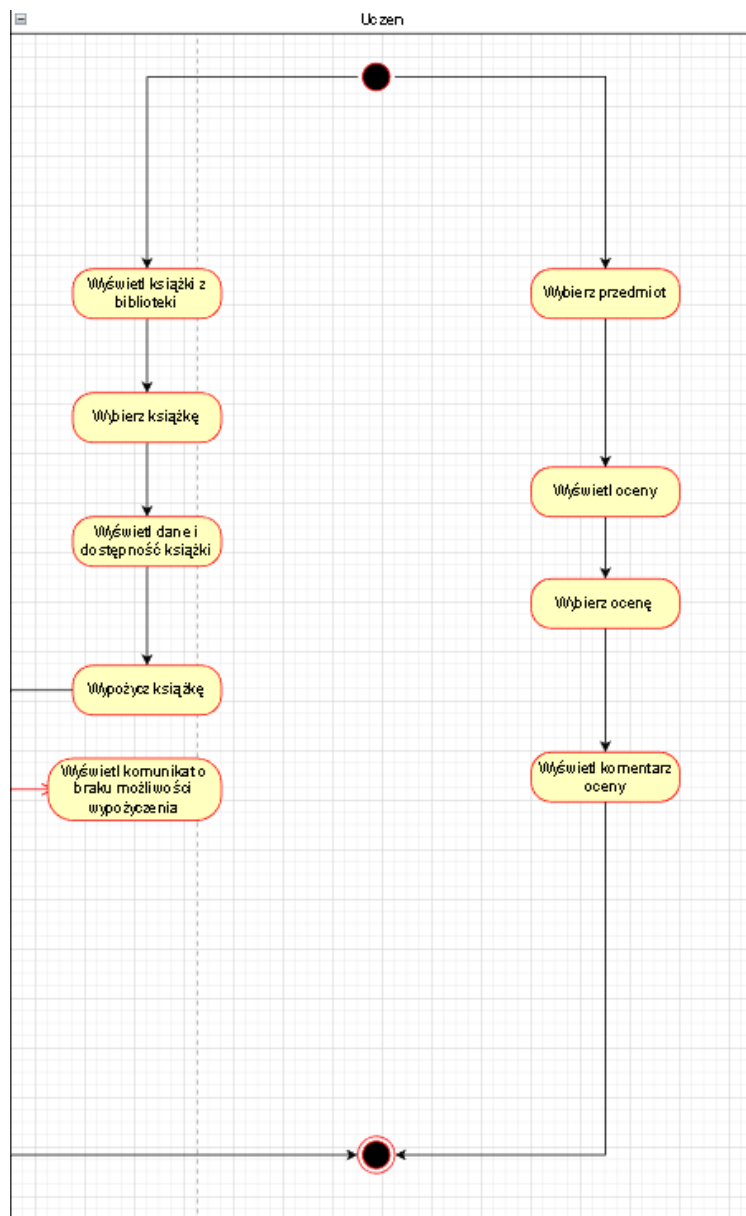 Uczen
Wyświetl książki z
biblioteki
Wybierz przedmiot
Wybierz książkę
Wyświetl oceny
Wyświetl dane i
dostępność książki
Wybierz ocenę
Wypożycz książkę
Wyświetl komunikat o
braku możliwości
wypożyczenia
Wyświetl komentarz
oceny